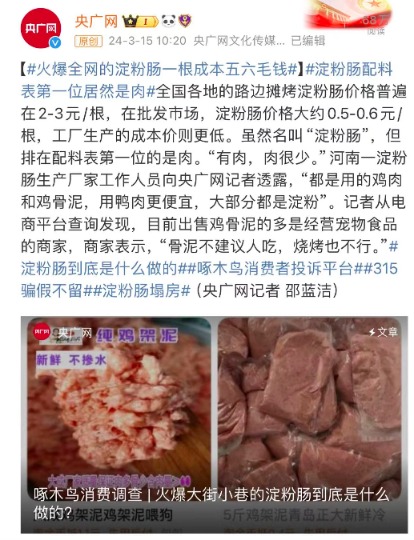 央广网
央广网
原创 24-3-15 10:20 央广网文化传媒... 已编辑
68万
阅读
【#火爆全网的淀粉肠一根成本五六毛钱##淀粉肠配料
表第一位居然是肉#全国各地的路边摊烤淀粉肠价格普遍
在2-3元/根，在批发市场，淀粉肠价格大约0.5-0.6元/
根，工厂生产的成本价则更低。虽然名叫“淀粉肠”，但
排在配料表第一位的是肉。“有肉，肉很少。”河南一淀粉
肠生产厂家工作人员向央广网记者透露，“都是用的鸡肉
和鸡骨泥，用鸭肉更便宜，大部分都是淀粉”。记者从电
商平台查询发现，目前出售鸡骨泥的多是经营宠物食品
的商家，商家表示，“骨泥不建议人吃，烧烤也不行。”#
淀粉肠到底是什么做的##啄木鸟消费者投诉平台##315
骗假不留##淀粉肠塌房#（央广网记者 邵蓝洁）
央广网
央广网
文章
纯鸡架泥
新鲜 不掺水
啄木鸟消费调查 | 火爆大街小巷的淀粉肠到底是什么
做的?
鸡架泥鸡架泥喂狗
5斤鸡架泥青岛正大新鲜冷